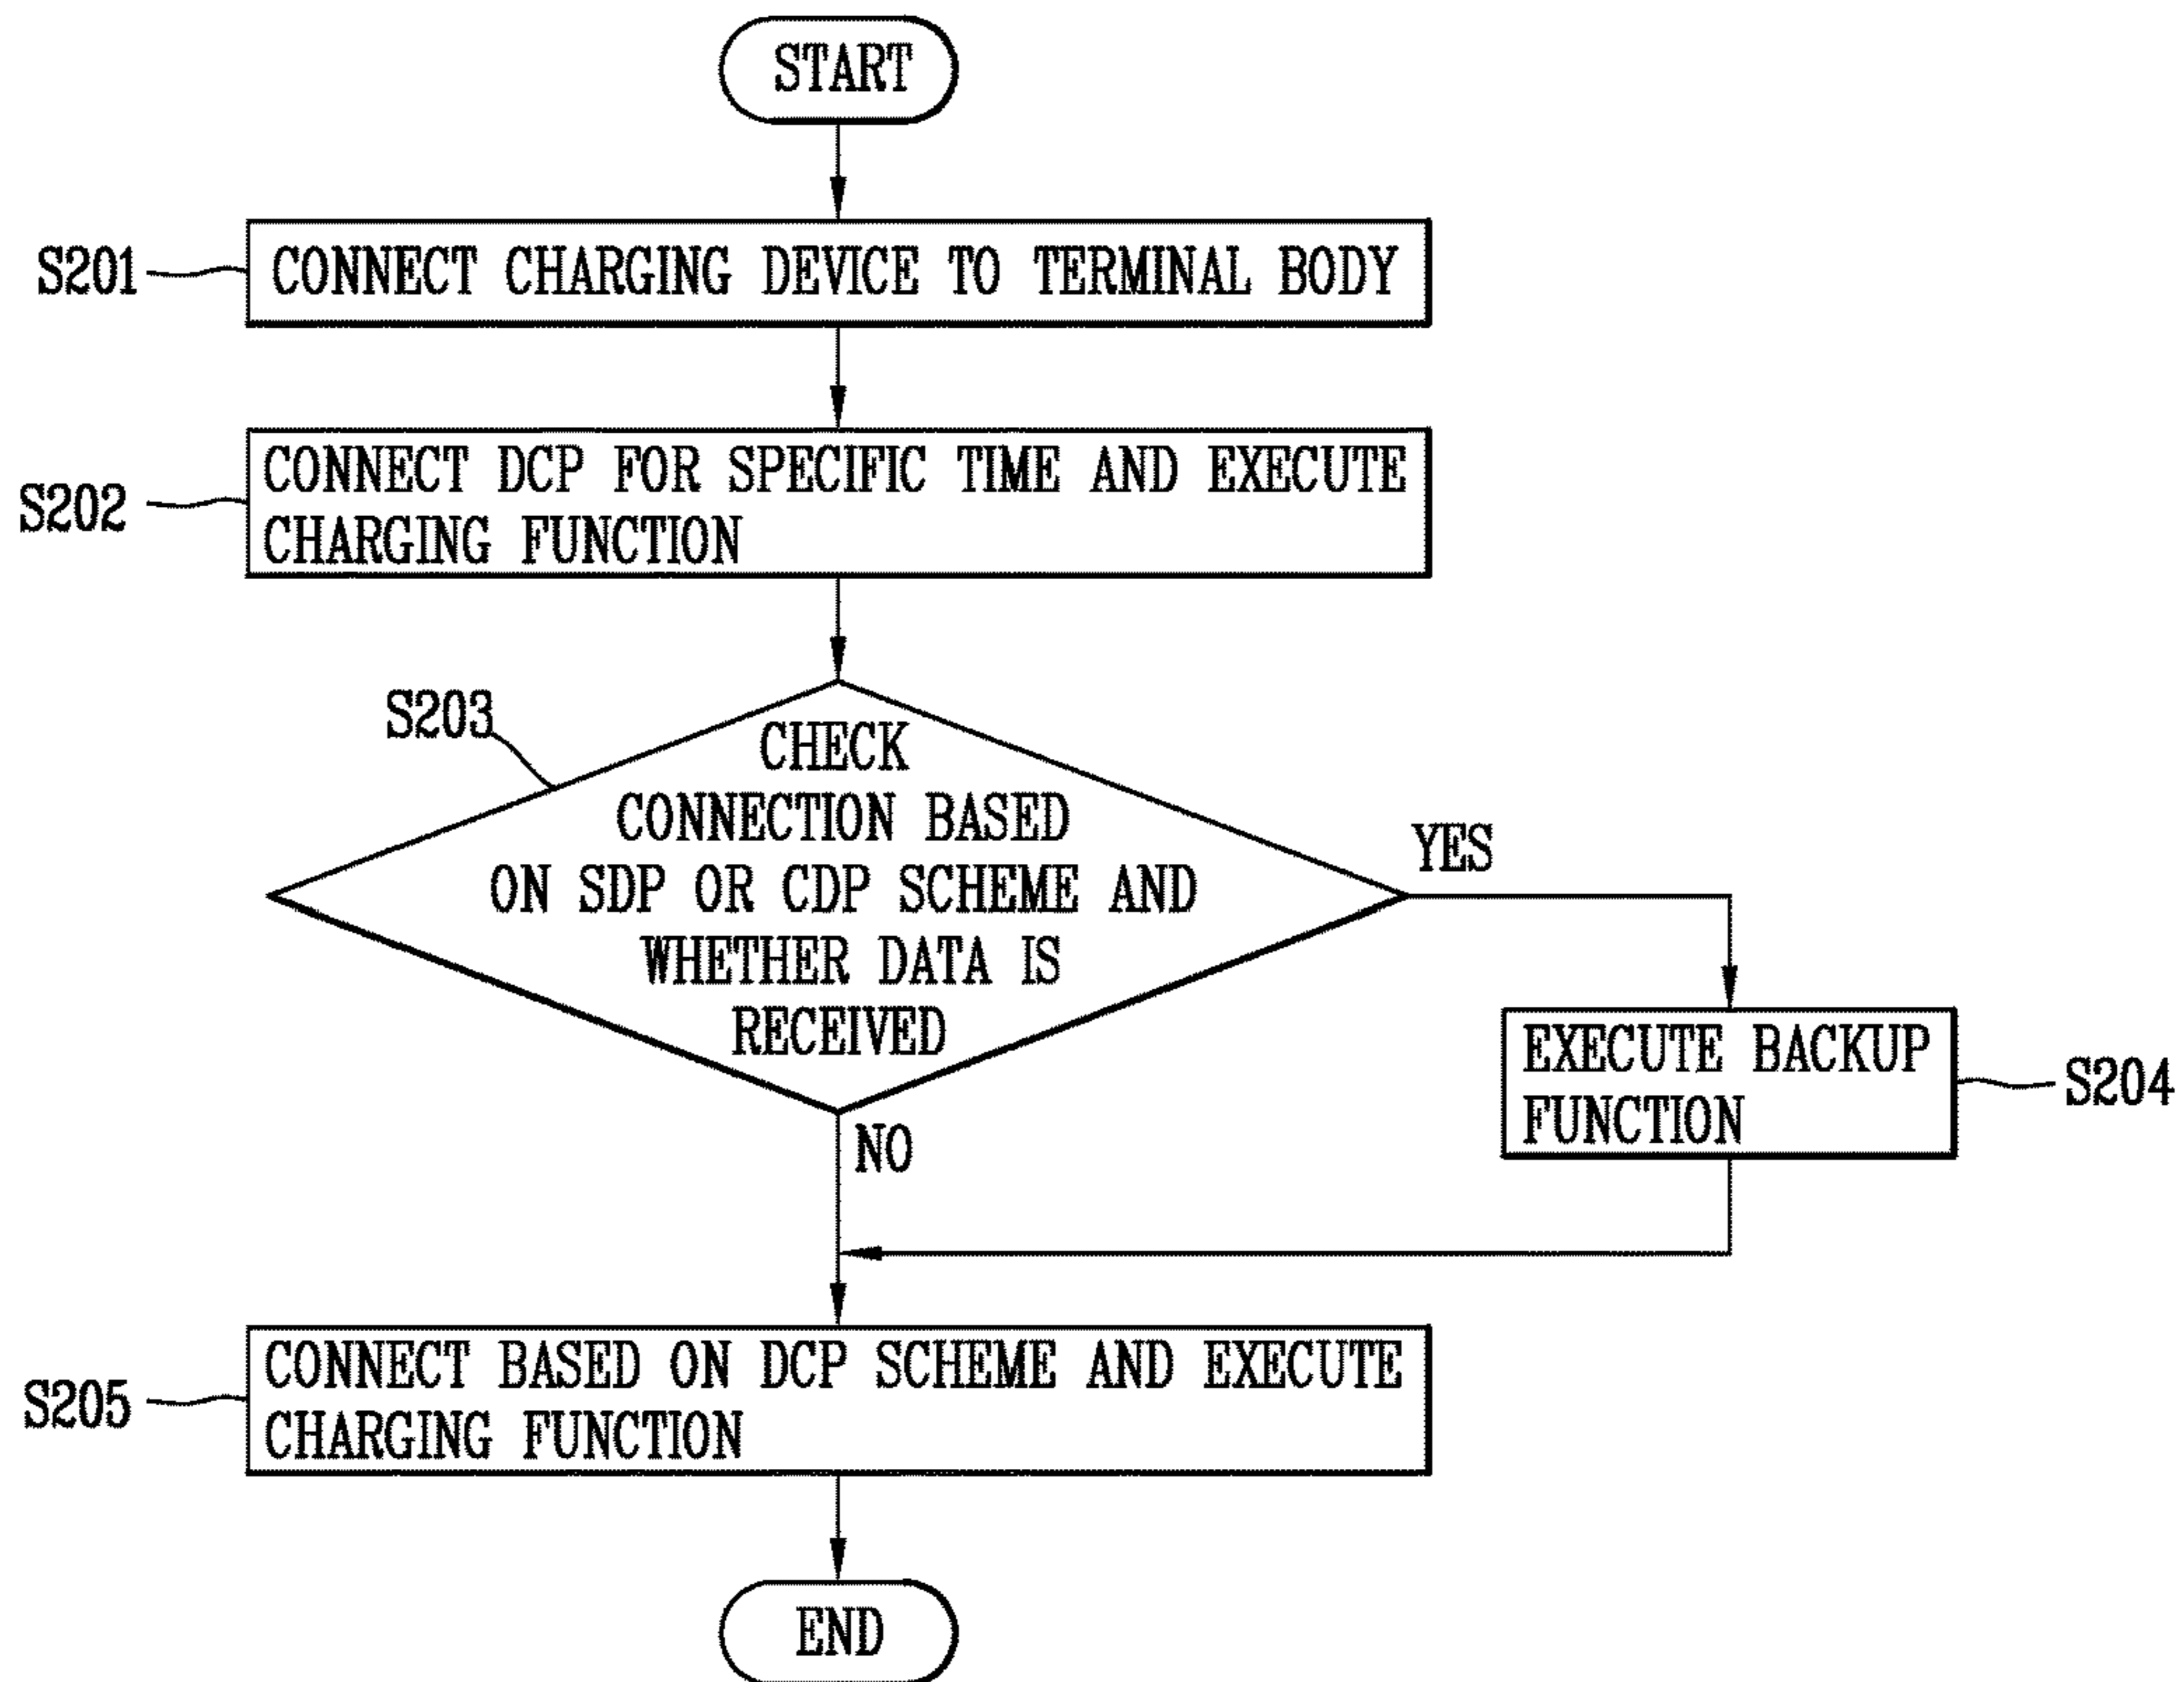 START
S201
CONNECT CHARGING DEVICE TO TERMINAL BODY
S202
CONNECT DCP FOR SPECIFIC TIME AND EXECUTE
CHARGING FUNCTION
S203
CHECK
CONNECTION BASED
ON SDP OR CDP SCHEME AND
WHETHER DATA IS
RECEIVED
YES
NO
EXECUTE BACKUP
FUNCTION
S204
S205
CONNECT BASED ON DCP SCHEME AND EXECUTE
CHARGING FUNCTION
END